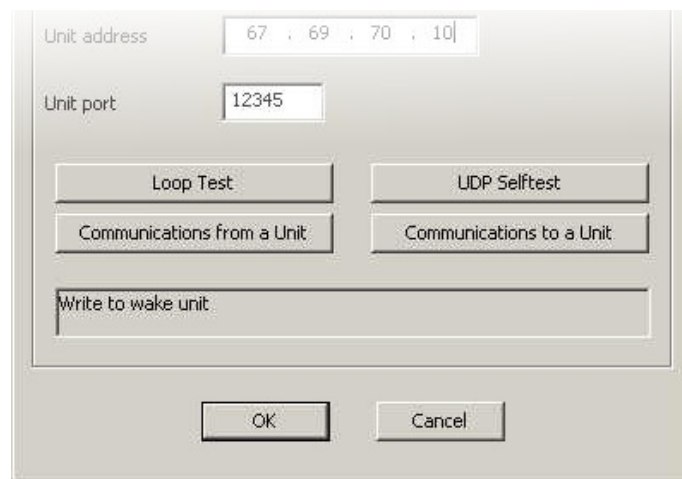 Unit address 67 . 69 . 70 . 10
Unit port 12345
Loop Test UDP Selftest
Communications from a Unit Communications to a Unit
Write to wake unit
OK Cancel